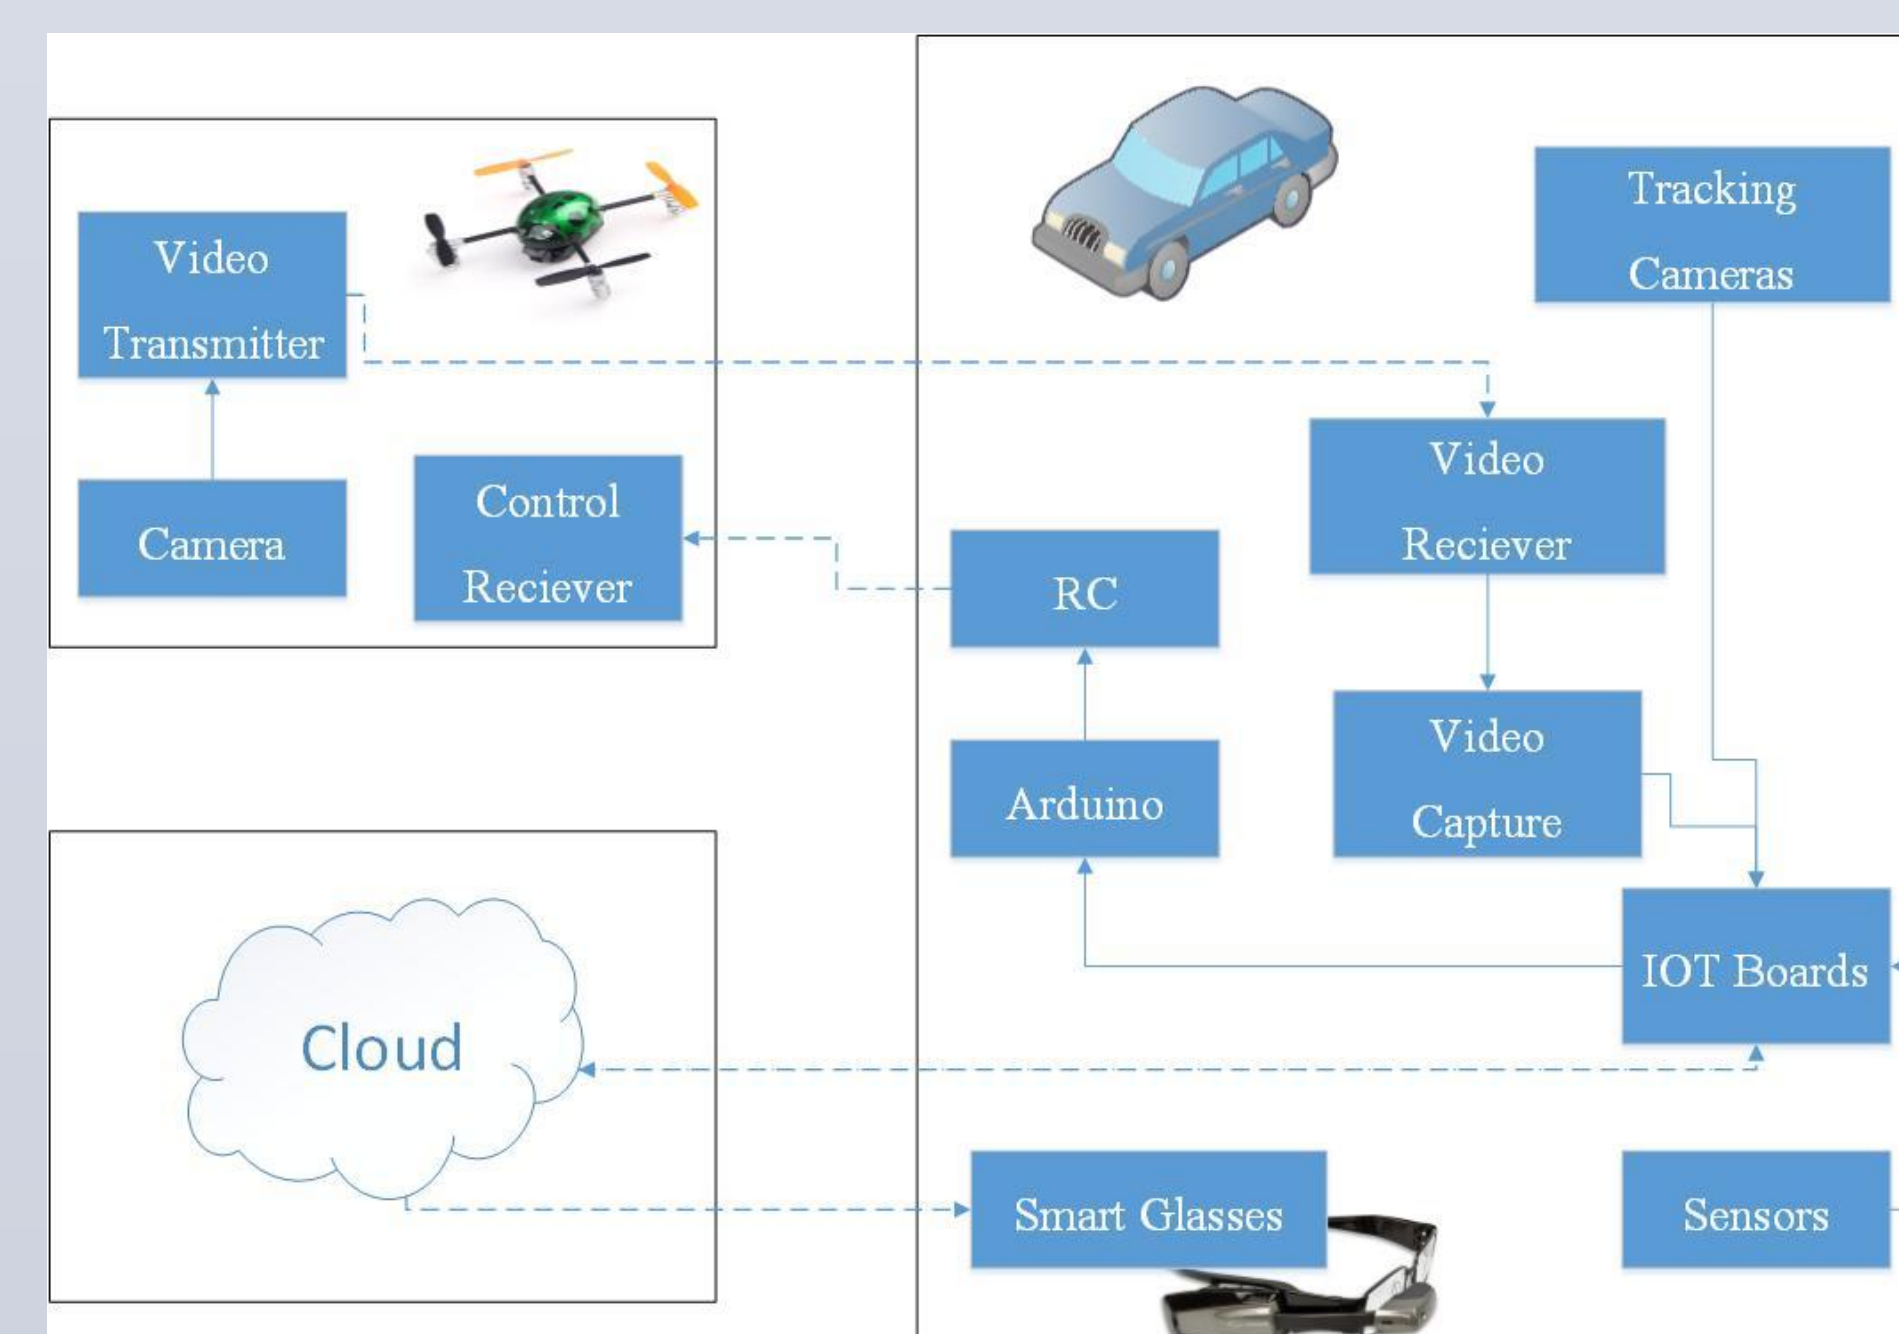 Video
Transmitter
Camera
Control
Reciever
Tracking
Cameras
Video
Reciever
RC
Video
Capture
Arduino
IOT Boards
Cloud
Smart Glasses
Sensors